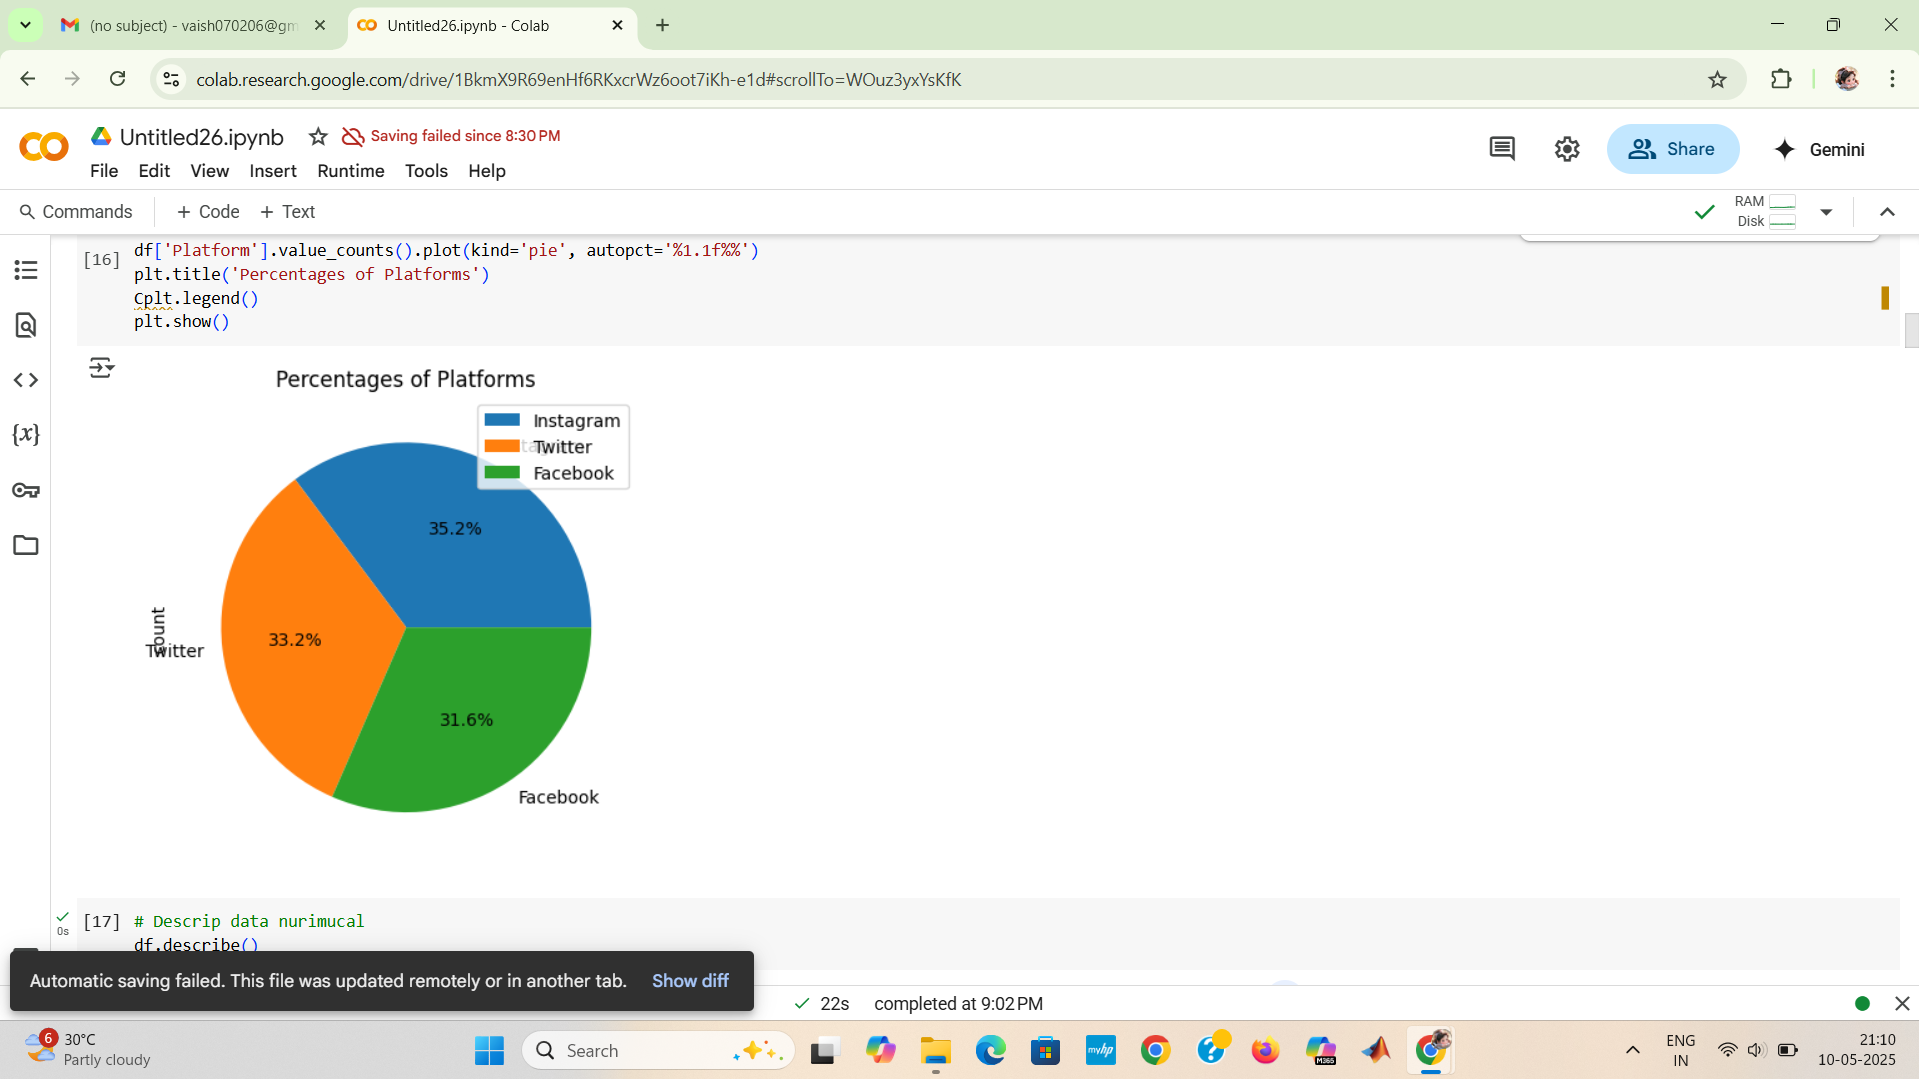 (no subject) - vaish070206@gm
Untitled26.ipynb - Colab
colab.research.google.com/drive/1BkmX9R69enHf6RKxcrWz6oot7iKh-e1d#scrollTo=WOuz3yxYsKfK
Untitled26.ipynb
Saving failed since 8:30 PM
File Edit View Insert Runtime Tools Help
Share
Gemini
Commands + Code + Text
RAM
Disk
[16]
df['Platform'].value_counts().plot(kind='pie', autopct='%1.1f%%')
plt.title('Percentages of Platforms')
Cplt.legend()
plt.show()
Percentages of Platforms
Instagram
Twitter
Facebook
35.2%
33.2%
31.6%
count
Twitter
Facebook
[17] # Descrip data nurimucal
0s
df.describe()
Automatic saving failed. This file was updated remotely or in another tab. Show diff
22s completed at 9:02 PM
6
30°C
Partly cloudy
Search
myhp
M365
ENG
IN
21:10
10-05-2025